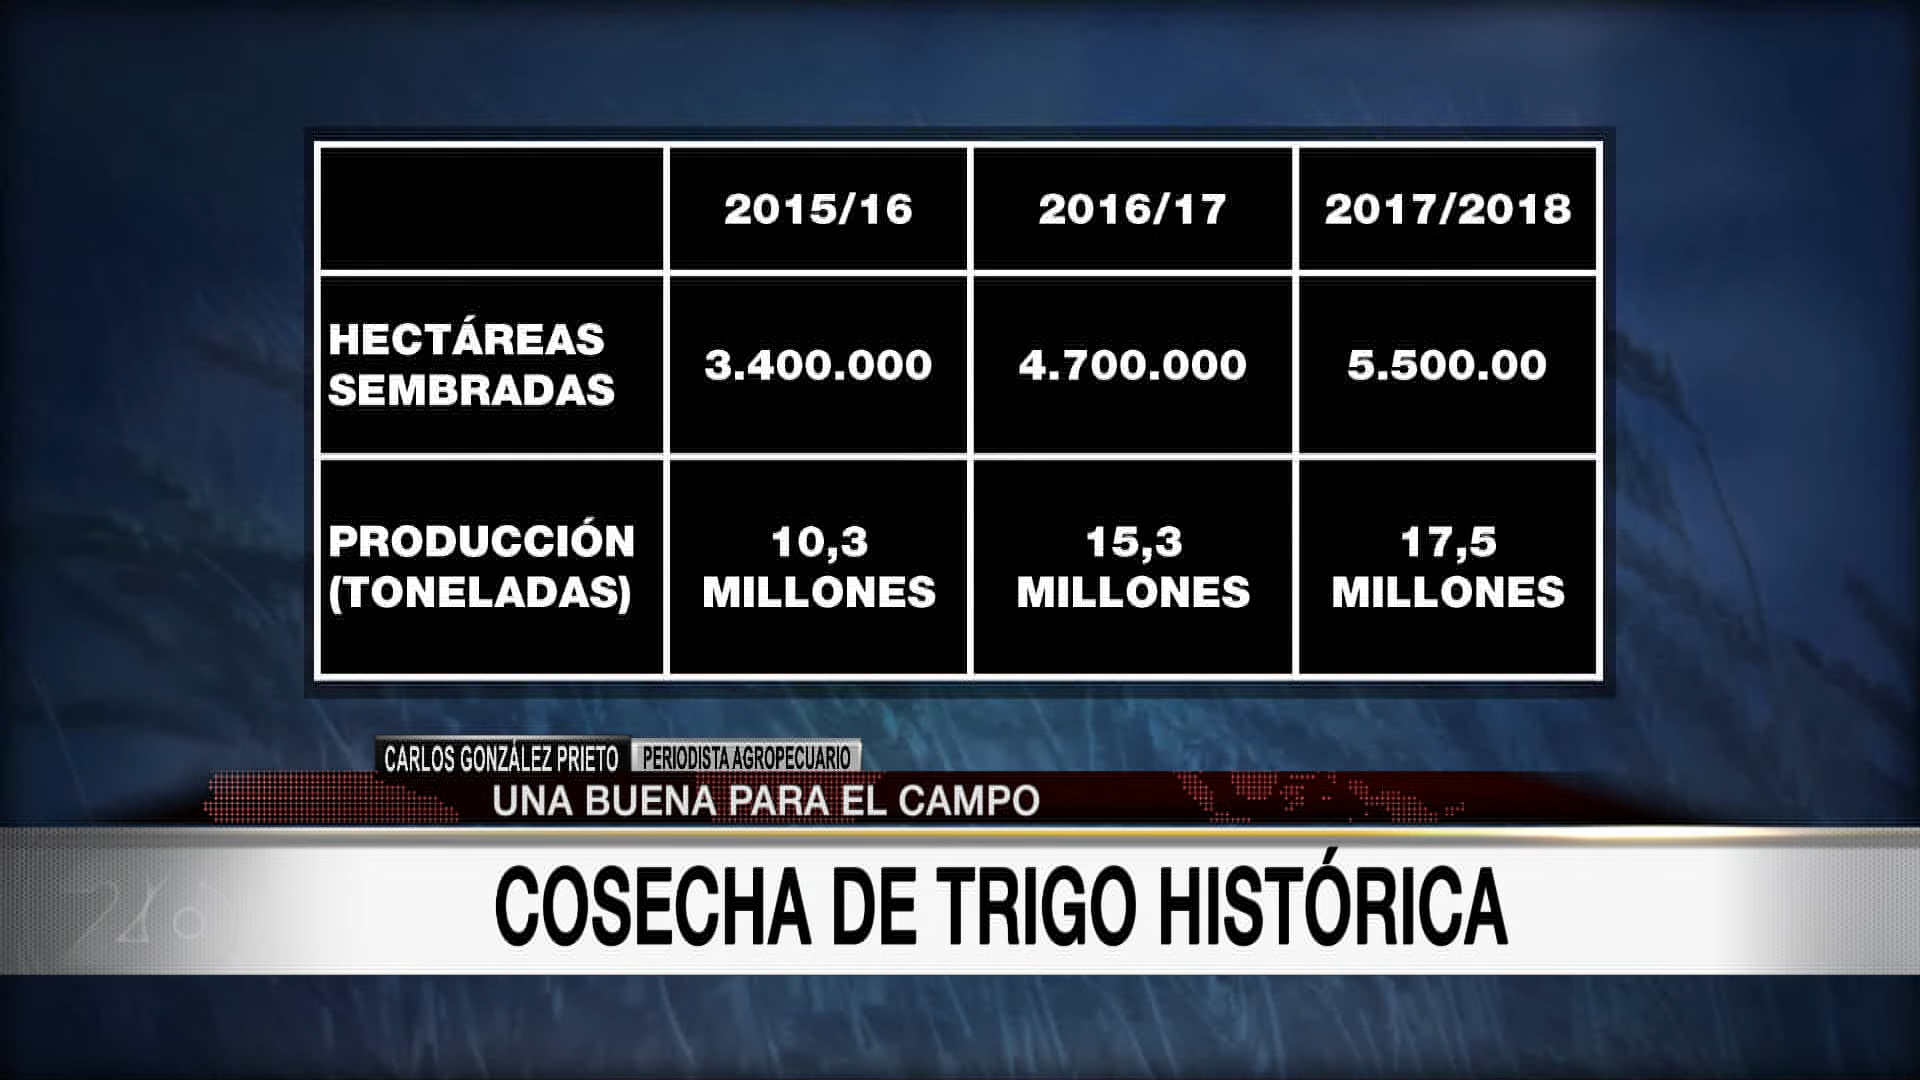 2015/16
2016/17
2017/2018
HECTÁREAS
SEMBRADAS
3.400.000
4.700.000
5.500.00
PRODUCCIÓN
(TONELADAS)
10,3
MILLONES
15,3
MILLONES
17,5
MILLONES
CARLOS GONZÁLEZ PRIETO
PERIODISTA AGROPECUARIO
UNA BUENA PARA EL CAMPO
COSECHA DE TRIGO HISTÓRICA